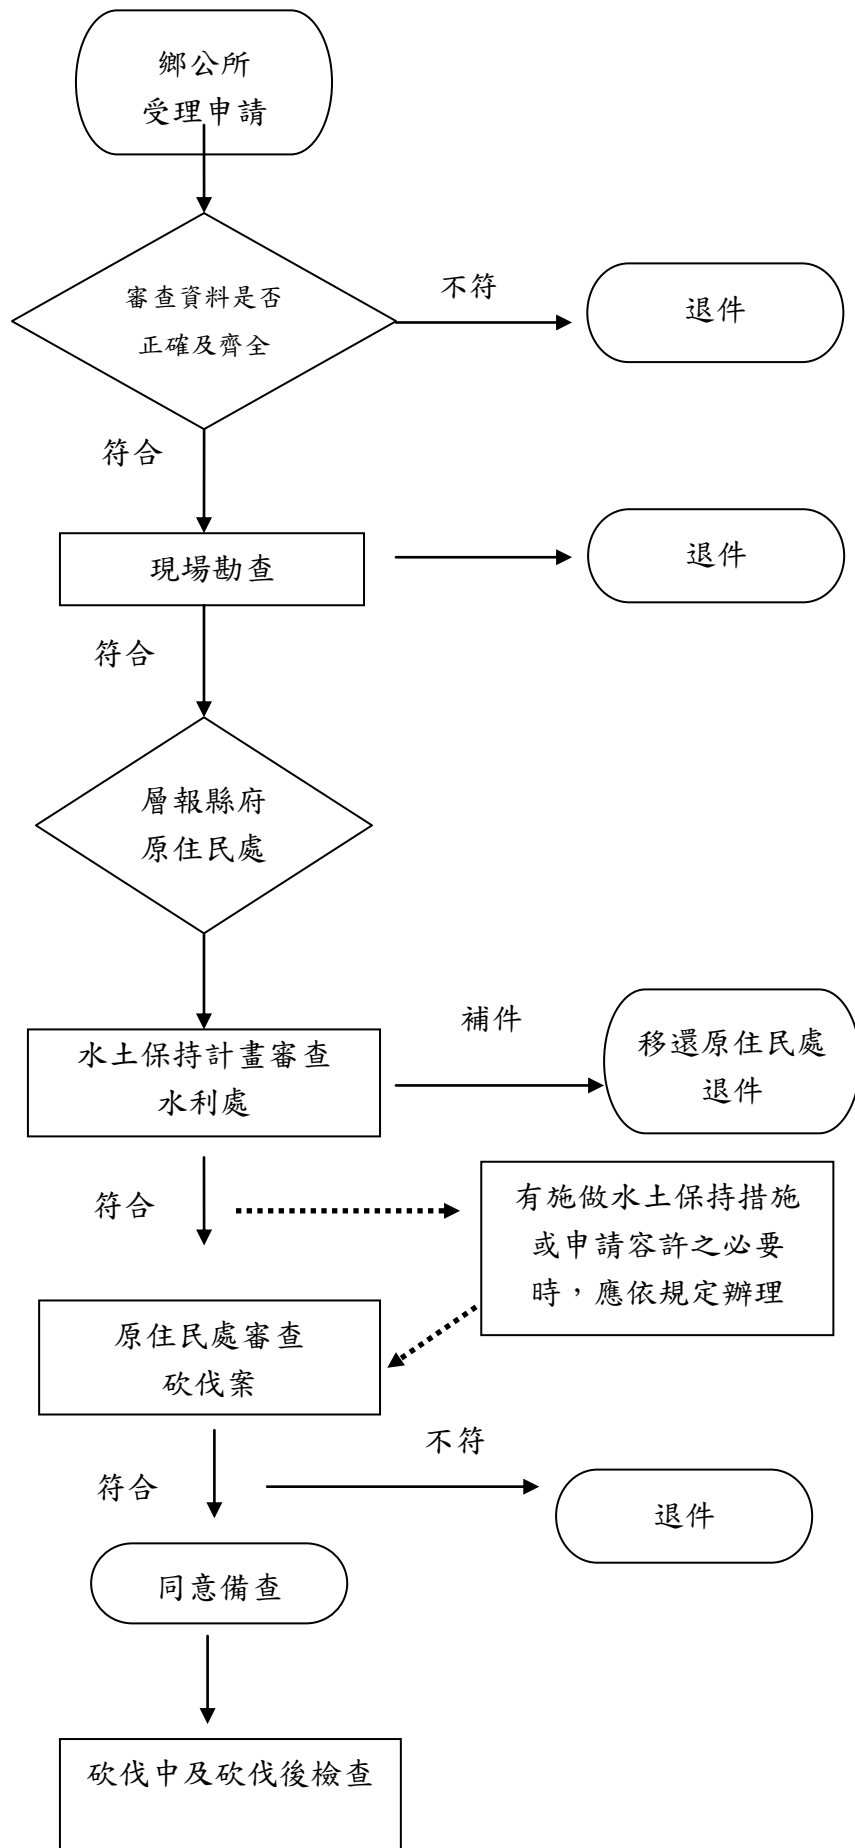 鄉公所
受理申請
審查資料是否
正確及齊全
不符
退件
符合
現場勘查
退件
符合
層報縣府
原住民處
水土保持計畫審查
水利處
補件
移還原住民處
退件
符合
有施做水土保持措施
或申請容許之必要
時，應依規定辦理
原住民處審查
砍伐案
不符
符合
退件
同意備查
砍伐中及砍伐後檢查